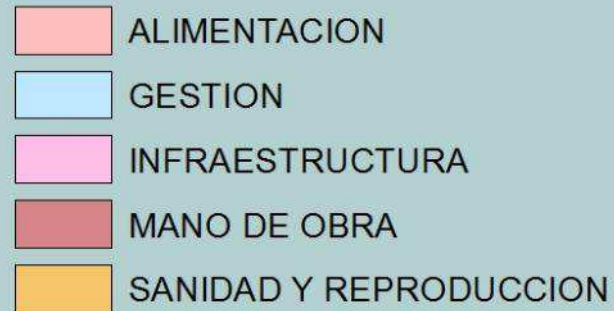 ALIMENTACION
GESTION
INFRAESTRUCTURA
MANO DE OBRA
SANIDAD Y REPRODUCCION